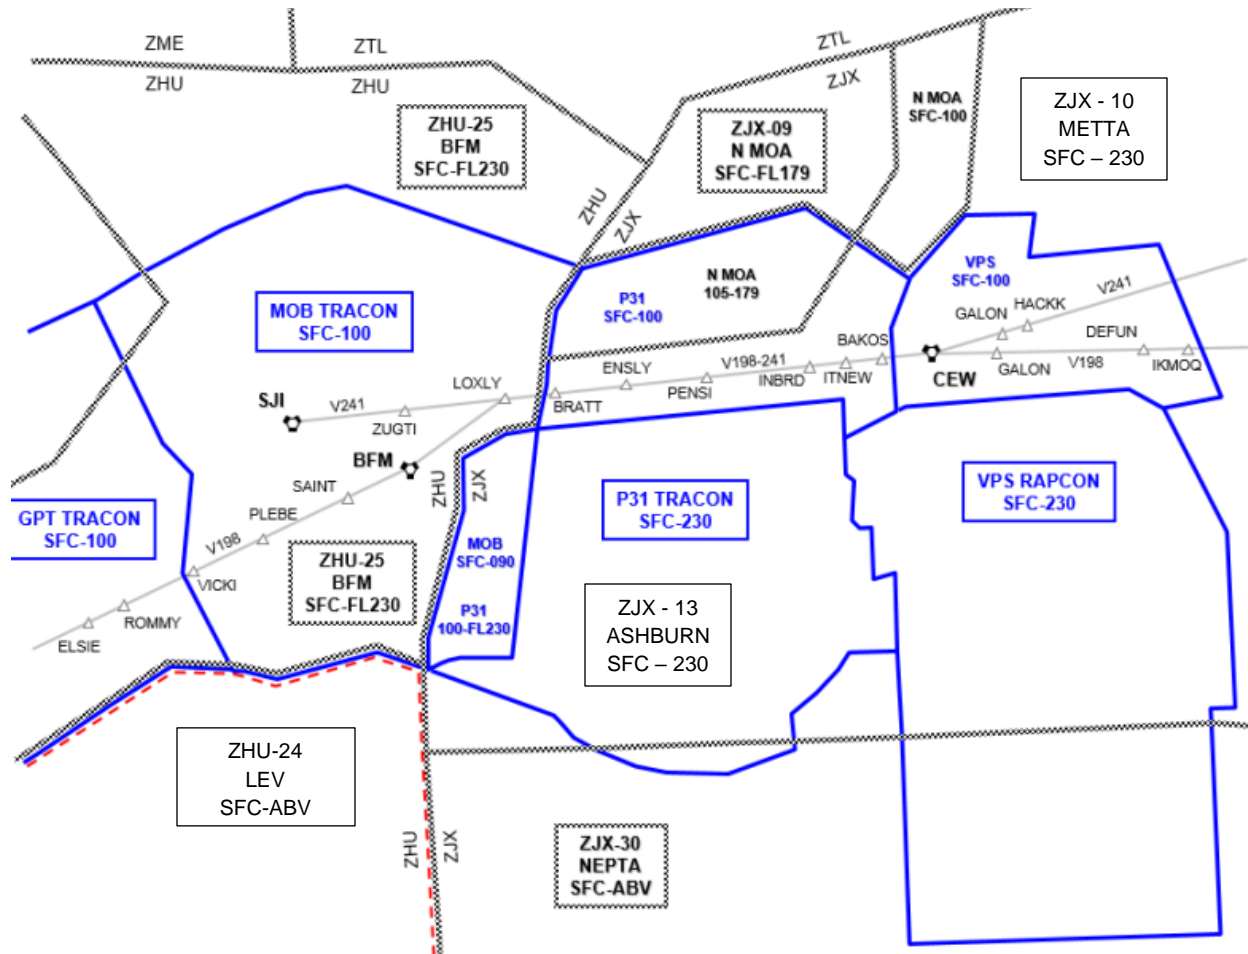 ZME
ZTL
ZHU
ZHU
ZTL
ZJX
ZHU-25
BFM
SFC-FL230
ZJX-09
N MOA
SFC-FL179
N MOA
SFC-100
ZJX - 10
METTA
SFC – 230
ZHU
ZJX
MOB TRACON
SFC-100
P31
SFC-100
N MOA
105-179
VPS
SFC-100
V241
HACKK
GALON
DEFUN
BAKOS
ENSLY
V198-241
LOXLY
INBRD
ITNEW
CEW
GALON
V198
IKMOQ
PENSI
BRATT
SJI
V241
ZUGTI
BFM
ZHU
ZJX
SAINT
PLEBE
GPT TRACON
SFC-100
V198
VICKI
ROMMY
ELSIE
P31 TRACON
SFC-230
VPS RAPCON
SFC-230
MOB
SFC-090
P31
100-FL230
ZHU-25
BFM
SFC-FL230
ZJX - 13
ASHBURN
SFC – 230
ZHU-24
LEV
SFC-ABV
ZHU
ZJX
ZJX-30
NEPTA
SFC-ABV